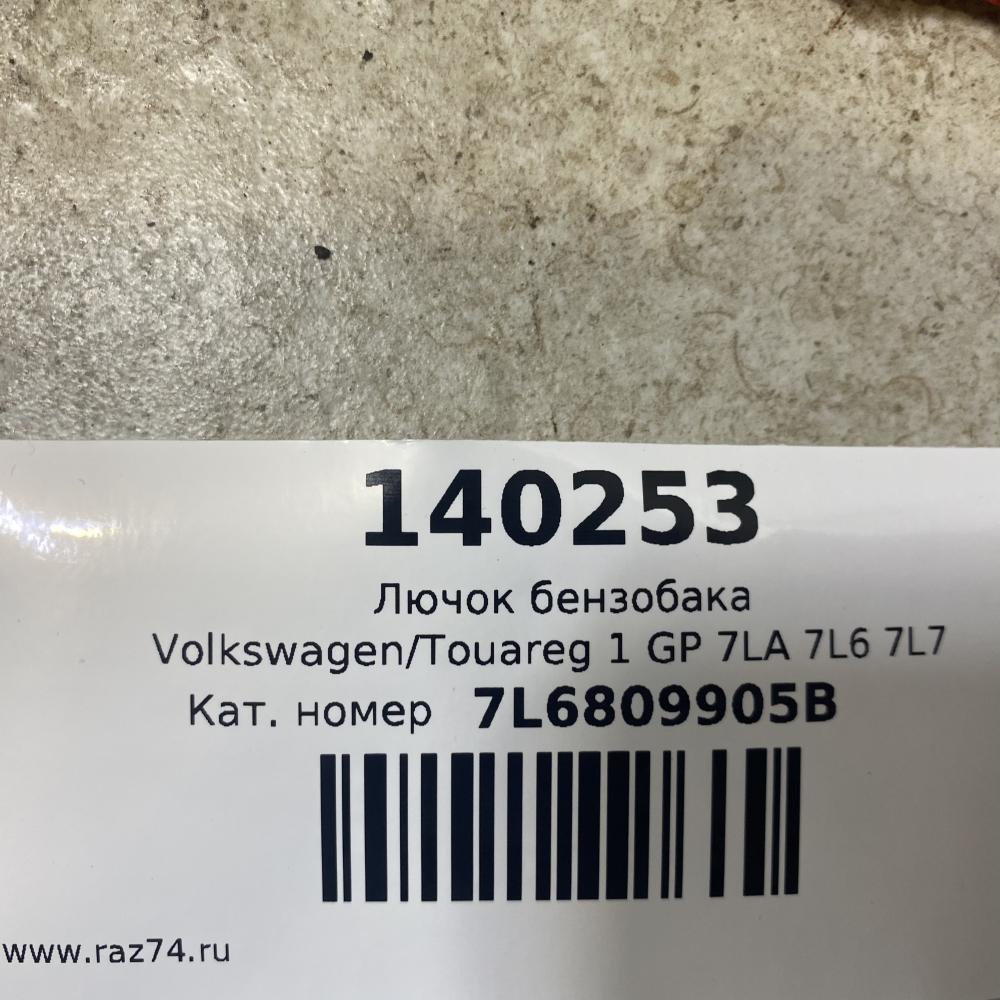 140253
Лючок бензобака
Volkswagen/Touareg 1 GP 7LA 7L6 7L7
Кат. номер 7L6809905B
www.raz74.ru